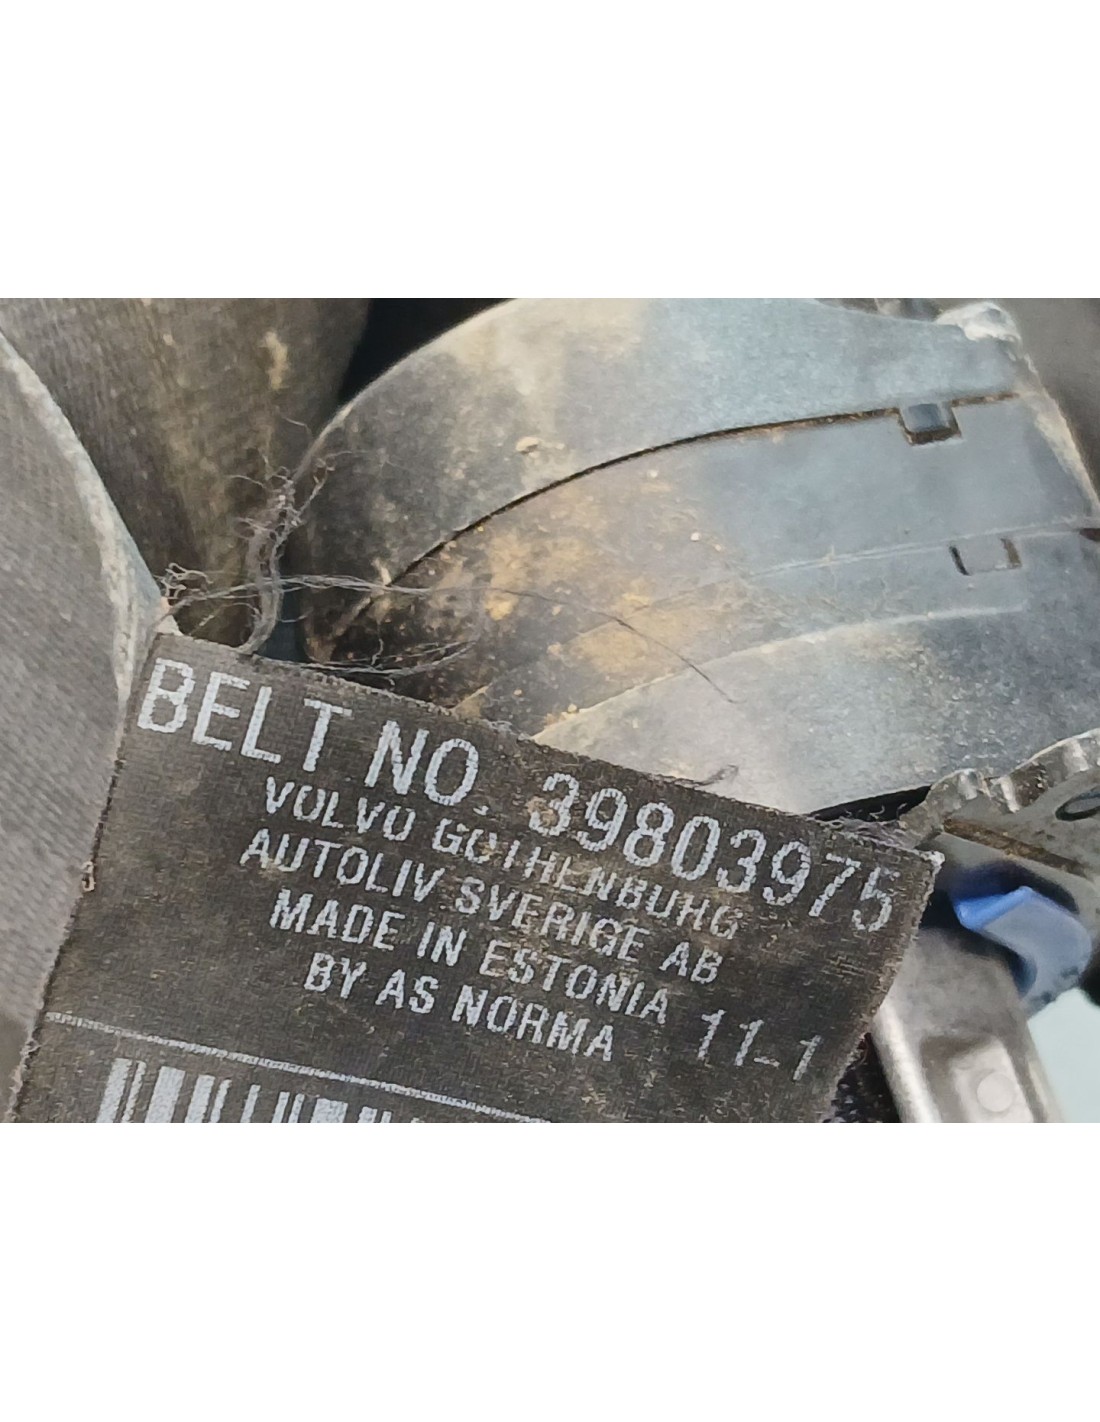 BELT NO. 39803975
VOLVO GOTHENBURG
AUTOLIV SVERIGE AB
MADE IN ESTONIA
BY AS NORMA 11-1